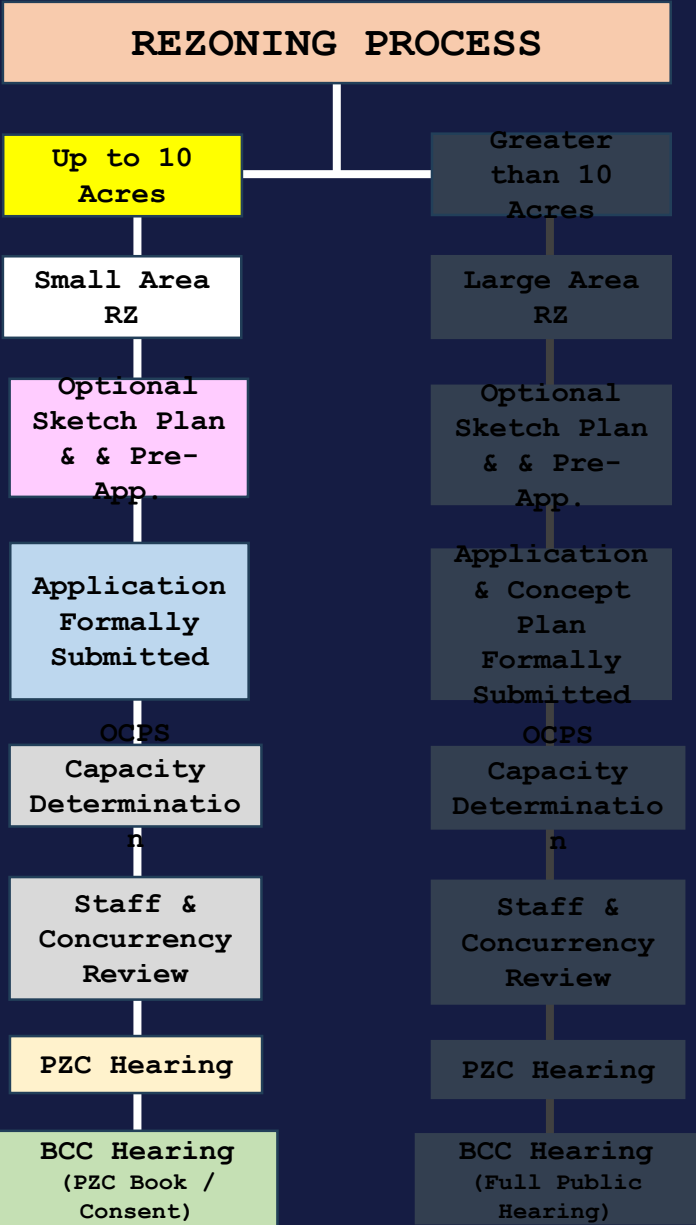 REZONING PROCESS
Up to 10
Acres
Small Area
RZ
Optional
Sketch Plan
& & Pre-
App.
Application
Formally
Submitted
OCPS
Capacity
Determinatio
n
Staff &
Concurrency
Review
PZC Hearing
BCC Hearing
(PZC Book /
Consent)
Greater
than 10
Acres
Large Area
RZ
Optional
Sketch Plan
& & Pre-
App.
Application
& Concept
Plan
Formally
Submitted
OCPS
Capacity
Determinatio
n
Staff &
Concurrency
Review
PZC Hearing
BCC Hearing
(Full Public
Hearing)